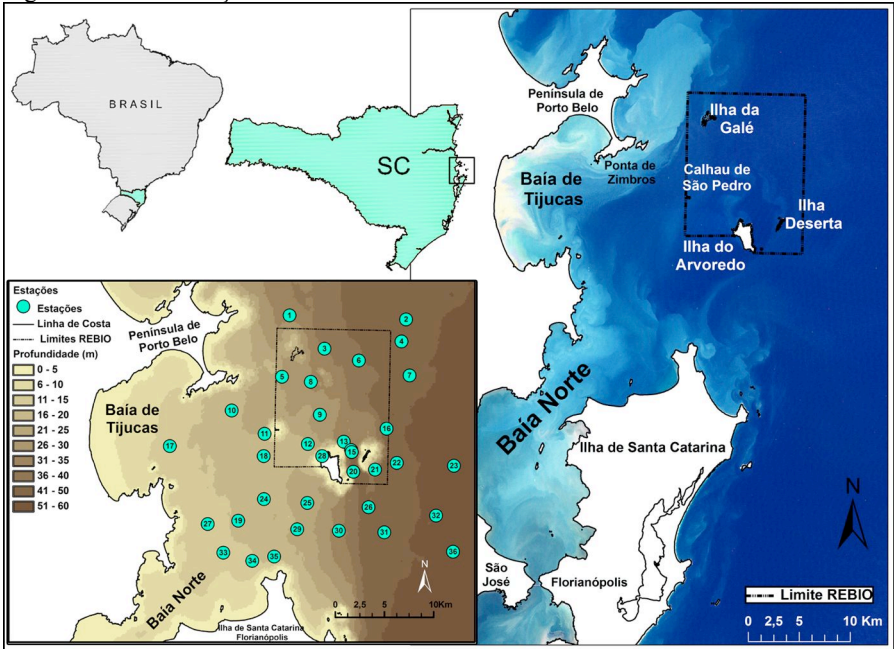 BRASIL
SC
Península de
Porto Belo
Ponta de
Zimbros
Baía de
Tijucas
Ilha da
Galé
Calhau de
São Pedro
Ilha
Deserta
Ilha do
Arvoredo
Baía Norte
Ilha de Santa Catarina
São
José
Florianópolis
N
Limite REBIO
0 2,5 5 10 Km
Estações
Estações
Linha de Costa
Limites REBIO
Profundidade (m)
0 - 5
6 - 10
11 - 15
16 - 20
21 - 25
26 - 30
31 - 35
36 - 40
41 - 50
51 - 60
Península de
Porto Belo
Baía de
Tijucas
1
2
4
3
6
5
8
7
10
9
16
11
13
12
15
17
18
28
22
23
20
21
24
25
26
32
27
19
29
30
31
33
34
35
36
Baía Norte
Ilha de Santa Catarina
Florianópolis
N
0 2,5 5 10Km